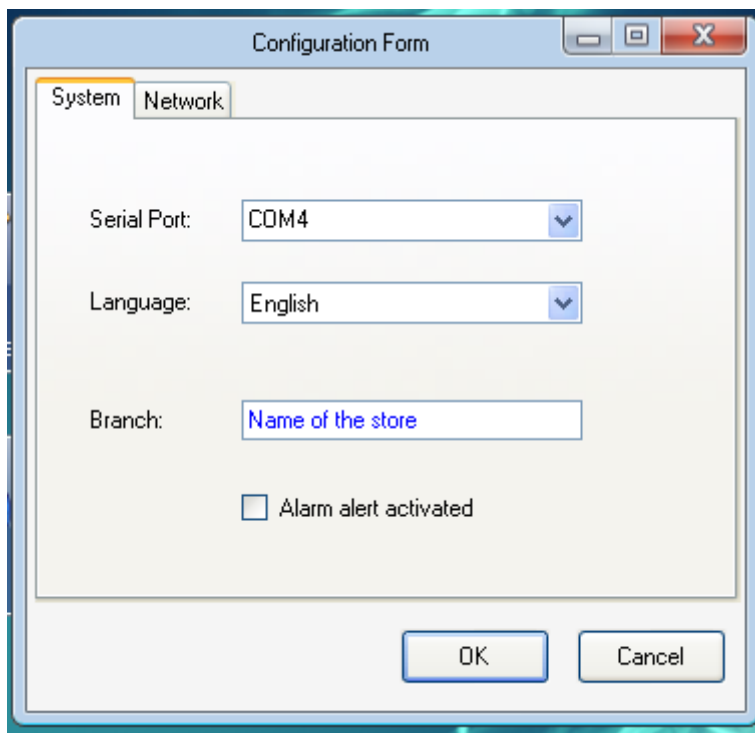 Configuration Form
System
Network
Serial Port:
COM4
Language:
English
Branch:
Name of the store
Alarm alert activated
OK
Cancel